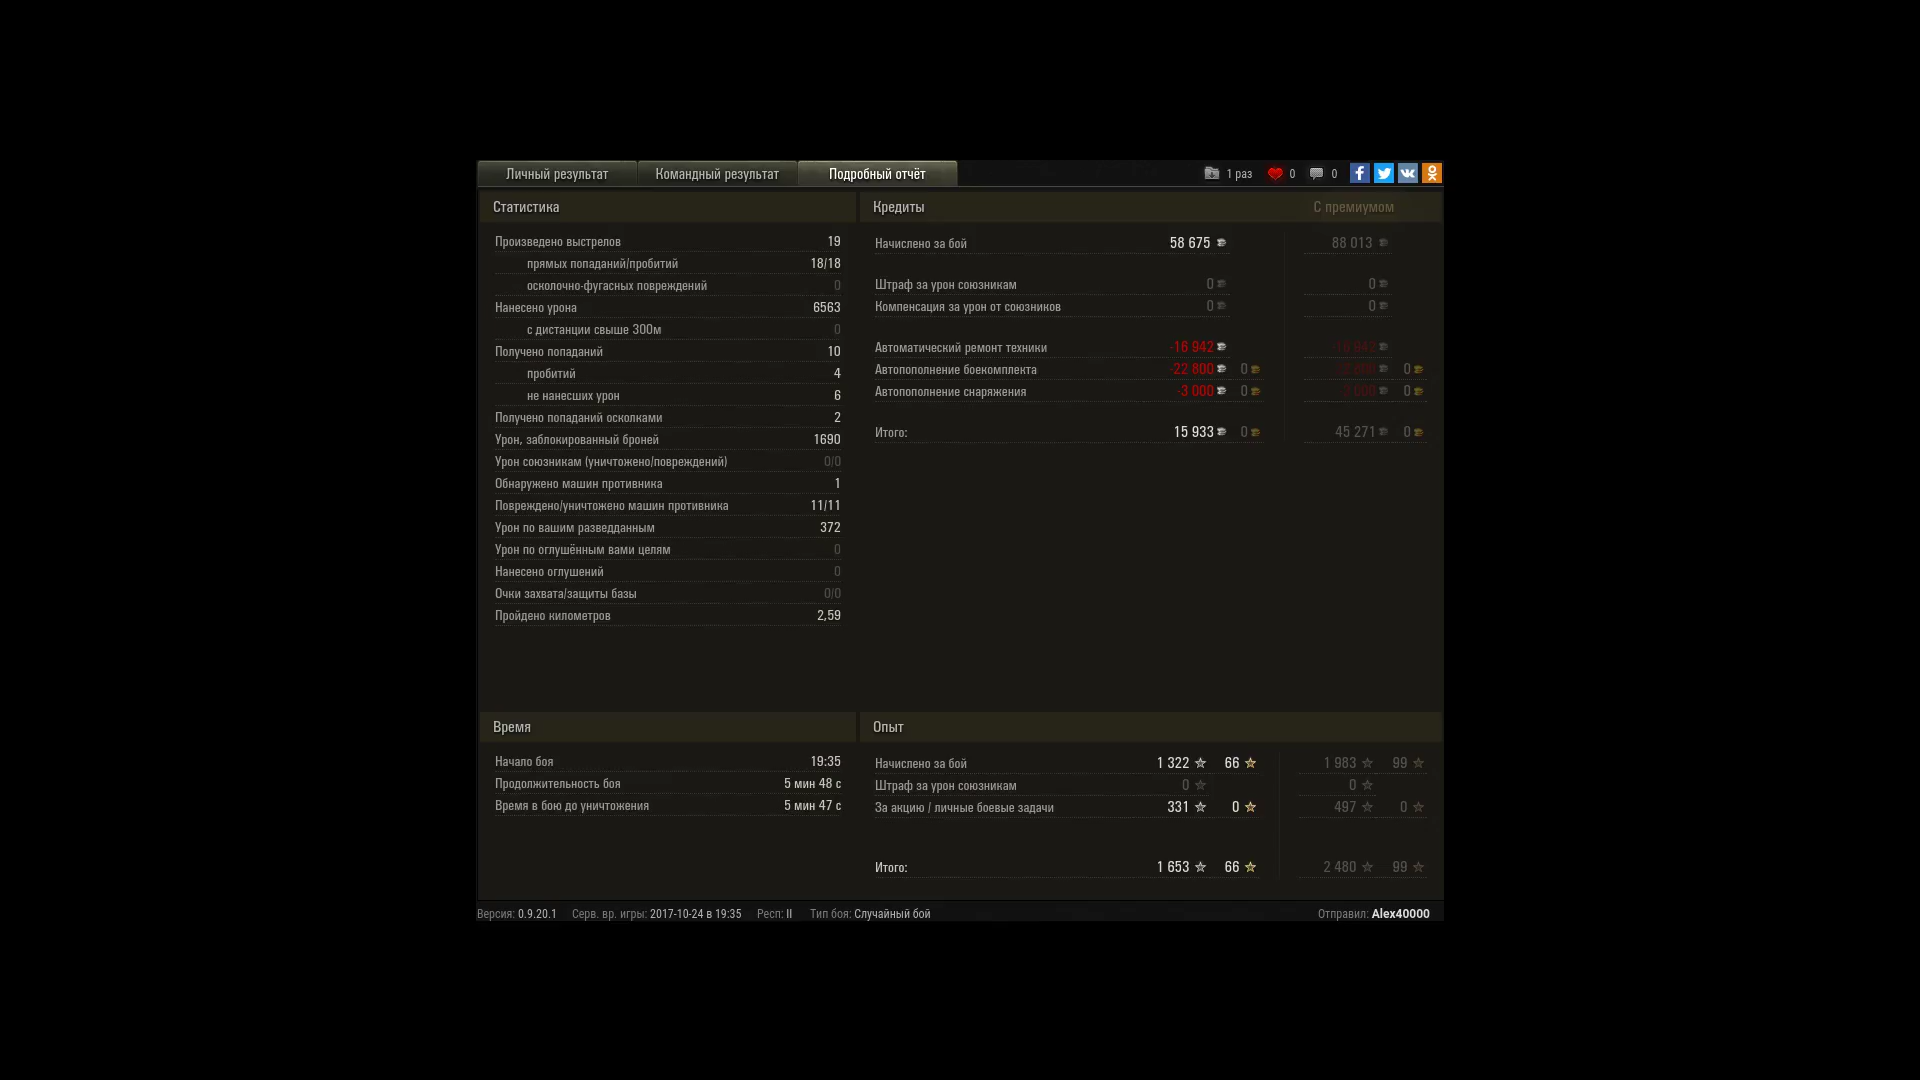 Личный результат Командный результат Подробный отчёт 1 раз 0 0
Статистика
Произведено выстрелов 19
прямых попаданий/пробитий 18/18
осколочно-фугасных повреждений 0
Нанесено урона 6563
с дистанции свыше 300м 0
Получено попаданий 10
пробитий 4
не нанесших урон 6
Получено попаданий осколками 2
Урон, заблокированный броней 1690
Урон союзникам (уничтожено/повреждений) 0/0
Обнаружено машин противника 1
Повреждено/уничтожено машин противника 11/11
Урон по вашим разведданным 372
Урон по оглушённым вами целям 0
Нанесено оглушений 0
Очки захвата/защиты базы 0/0
Пройдено километров 2,59
Кредиты С премиумом
Начислено за бой 58 675 88 013
Штраф за урон союзникам 0 0
Компенсация за урон от союзников 0 0
Автоматический ремонт техники -16 942 -16 942
Автопополнение боекомплекта -22 800 0 0
Автопополнение снаряжения -3 000 0 0
Итого: 15 933 0 45 271 0
Время
Начало боя 19:35
Продолжительность боя 5 мин 48 с
Время в бою до уничтожения 5 мин 47 с
Опыт
Начислено за бой 1 322 66 1 983 99
Штраф за урон союзникам 0 0
За акцию / личные боевые задачи 331 0 497 0
Итого: 1 653 66 2 480 99
Версия: 0.9.20.1 Серв. вр. игры: 2017-10-24 в 19:35 Респ: II Тип боя: Случайный бой Отправил: Alex40000